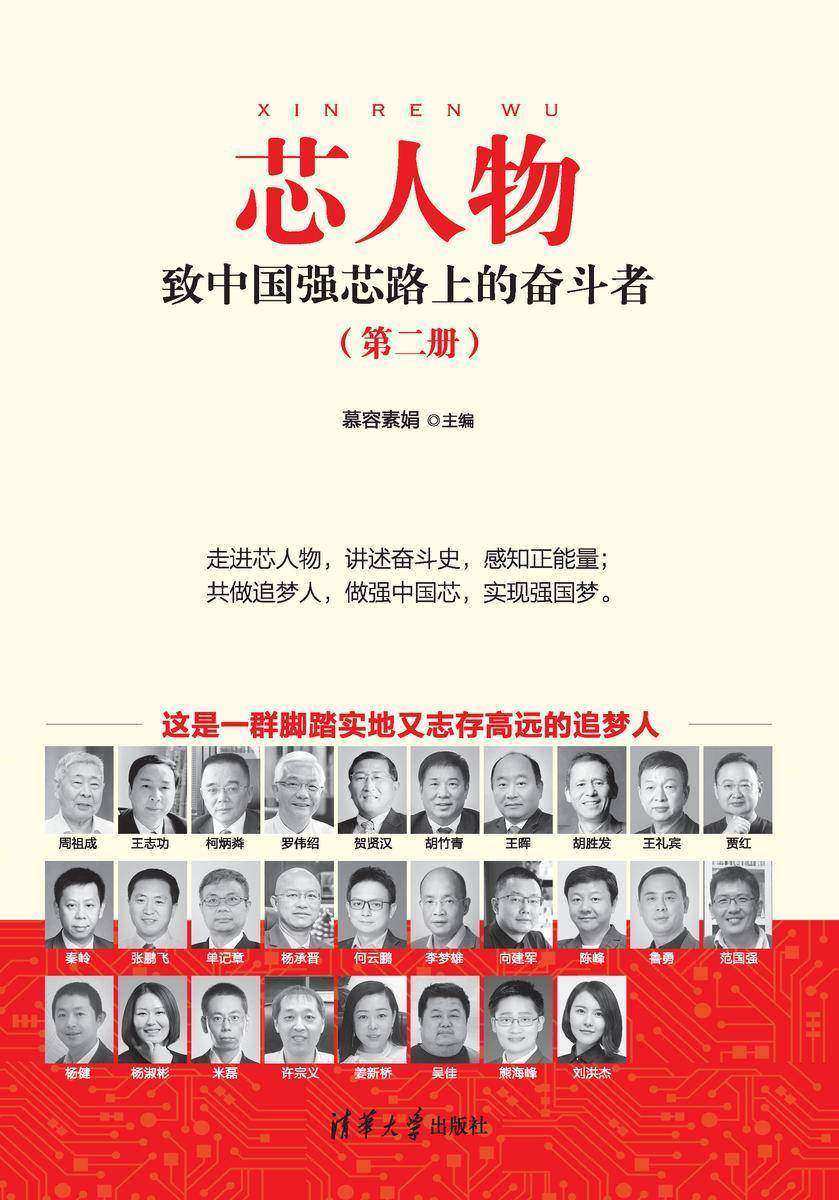 XIN REN WU
芯人物
致中国强芯路上的奋斗者
（第二册）
慕容素娟 ◎主编
走进芯人物，讲述奋斗史，感知正能量；
共做追梦人，做强中国芯，实现强国梦。
这是一群脚踏实地又志存高远的追梦人
周祖成 王志功 柯炳粦 罗伟绍 贺贤汉 胡竹青 王晖 胡胜发 王礼宾 贾红
秦岭 张鹏飞 单记章 杨承晋 何云鹏 李梦雄 向建军 陈峰 鲁勇 范国强
杨健 杨淑彬 米磊 许宗义 姜新桥 吴佳 熊海峰 刘洪杰
清华大学出版社